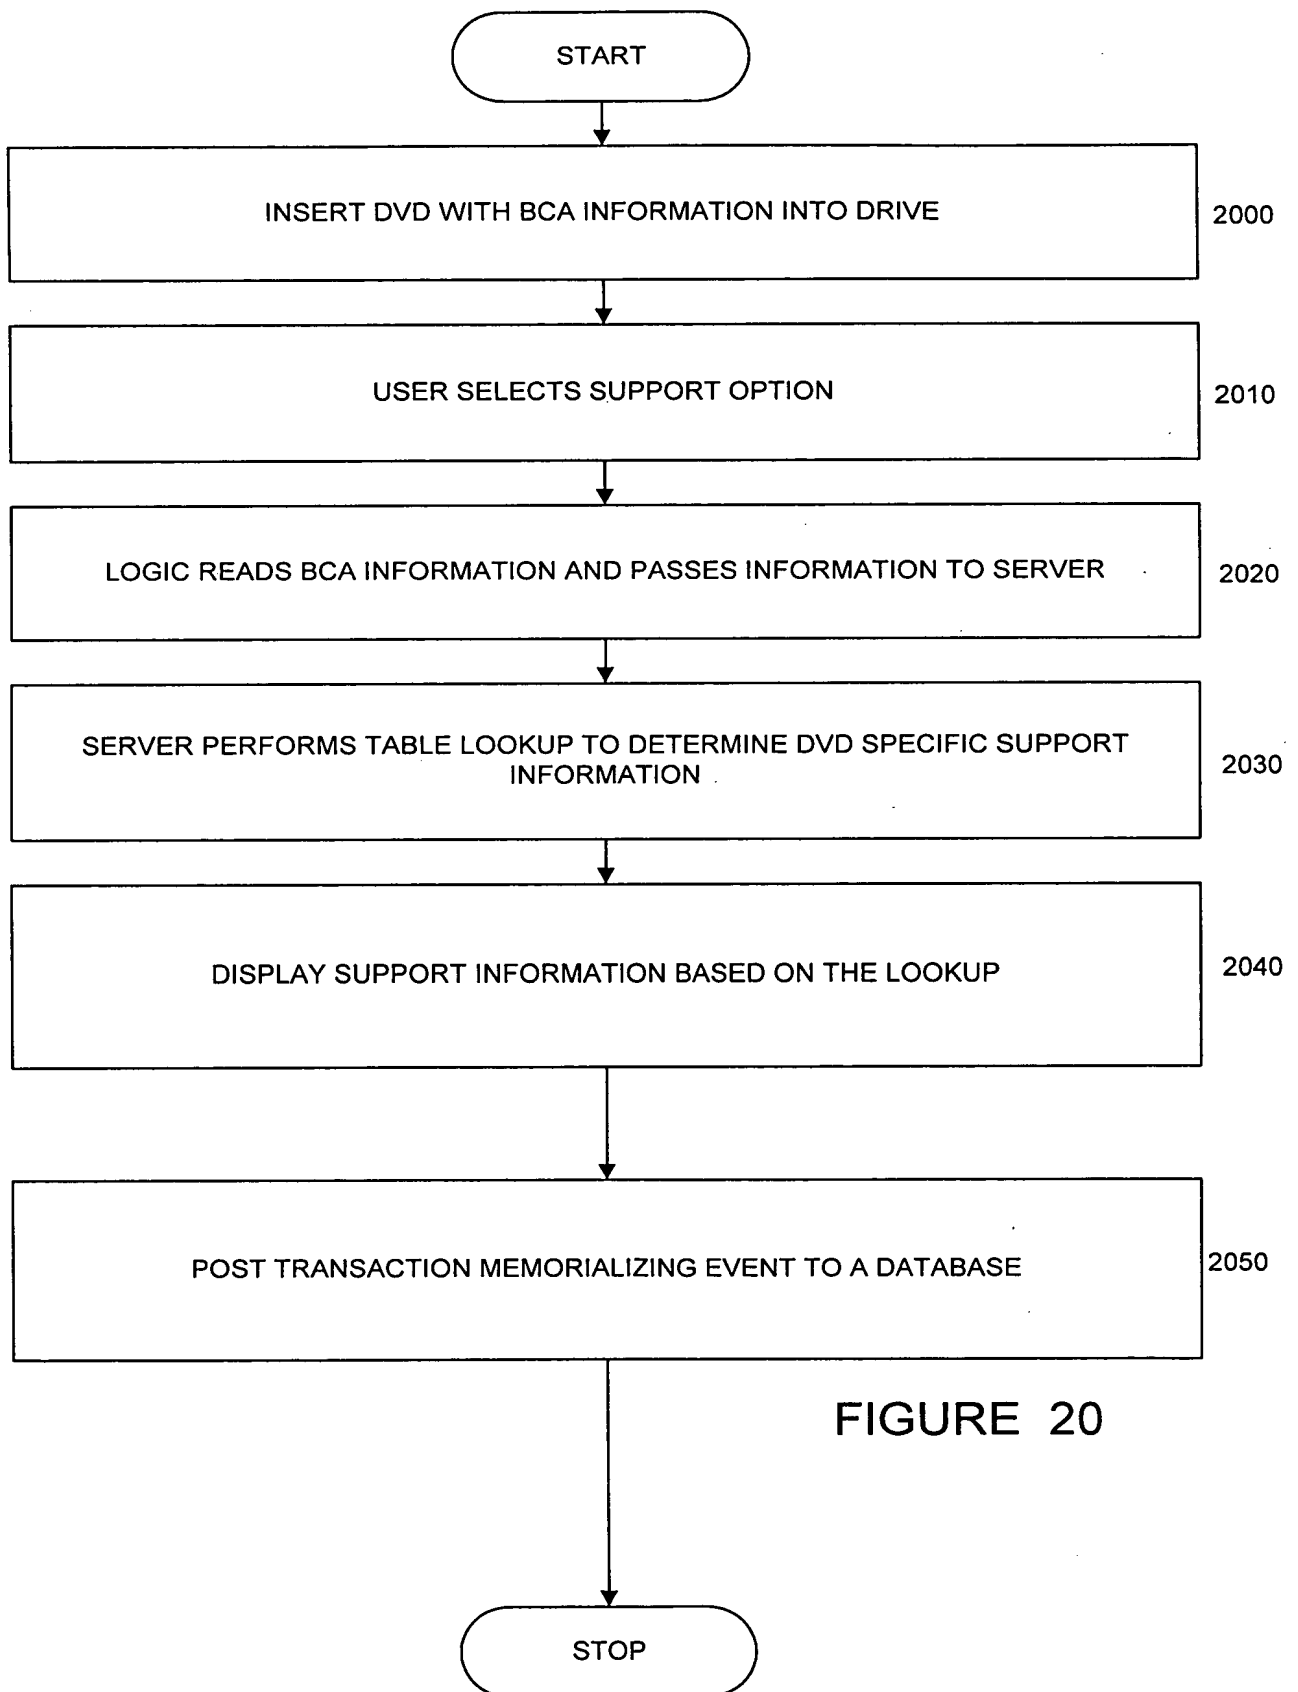 START
INSERT DVD WITH BCA INFORMATION INTO DRIVE
2000
USER SELECTS SUPPORT OPTION
2010
LOGIC READS BCA INFORMATION AND PASSES INFORMATION TO SERVER
2020
SERVER PERFORMS TABLE LOOKUP TO DETERMINE DVD SPECIFIC SUPPORT
INFORMATION
2030
DISPLAY SUPPORT INFORMATION BASED ON THE LOOKUP
2040
POST TRANSACTION MEMORIALIZING EVENT TO A DATABASE
2050
FIGURE 20
STOP